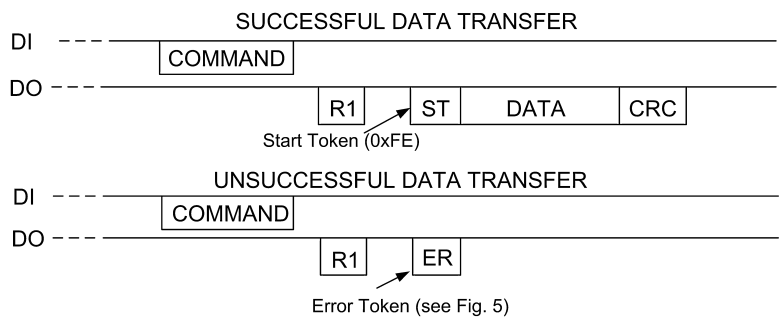 SUCCESSFUL DATA TRANSFER
DI
COMMAND
DO
R1 ST DATA CRC
Start Token (0xFE)
UNSUCCESSFUL DATA TRANSFER
DI
COMMAND
DO
R1 ER
Error Token (see Fig. 5)